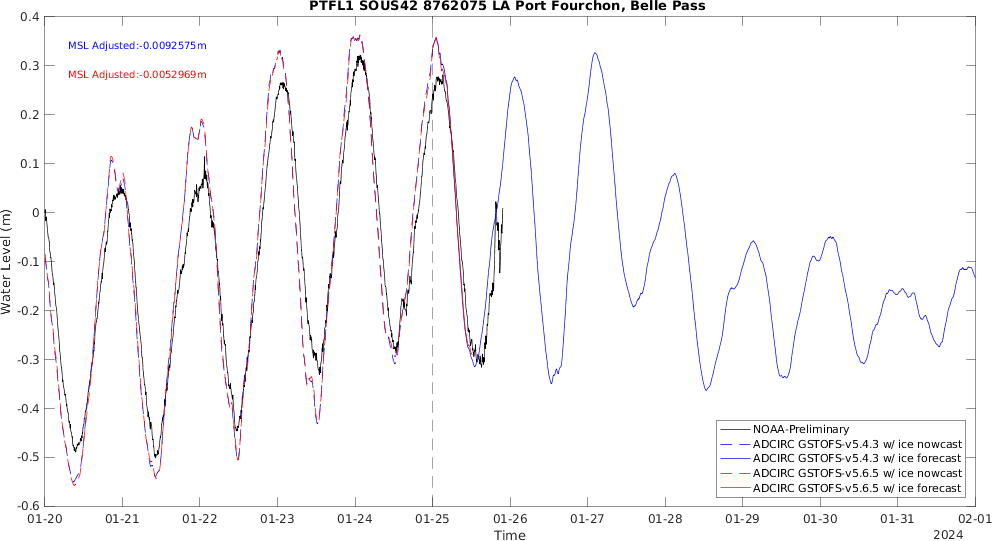 PTFL1 SOUS42 8762075 LA Port Fourchon, Belle Pass
MSL Adjusted:-0.0092575m
MSL Adjusted:-0.0052969m
Water Level (m)
0.4
0.3
0.2
0.1
0
-0.1
-0.2
-0.3
-0.4
-0.5
-0.6
NOAA-Preliminary
ADCIRC GSTOFS-v5.4.3 w/ ice nowcast
ADCIRC GSTOFS-v5.4.3 w/ ice forecast
ADCIRC GSTOFS-v5.6.5 w/ ice nowcast
ADCIRC GSTOFS-v5.6.5 w/ ice forecast
01-20 01-21 01-22 01-23 01-24 01-25 01-26 01-27 01-28 01-29 01-30 01-31 02-01
Time
2024